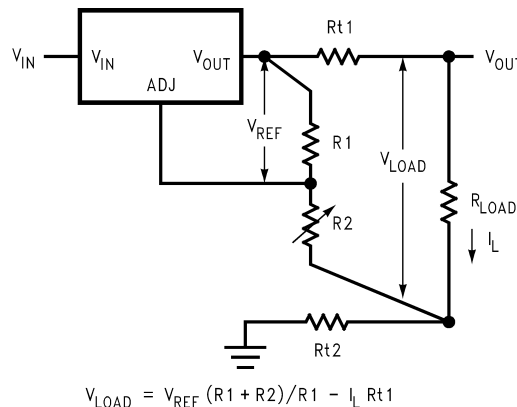 Rt1
V_IN
V_IN
V_OUT
V_OUT
ADJ
V_REF
R1
V_LOAD
R_LOAD
R2
I_L
Rt2
V_LOAD = V_REF (R1 + R2)/R1 − I_L Rt1